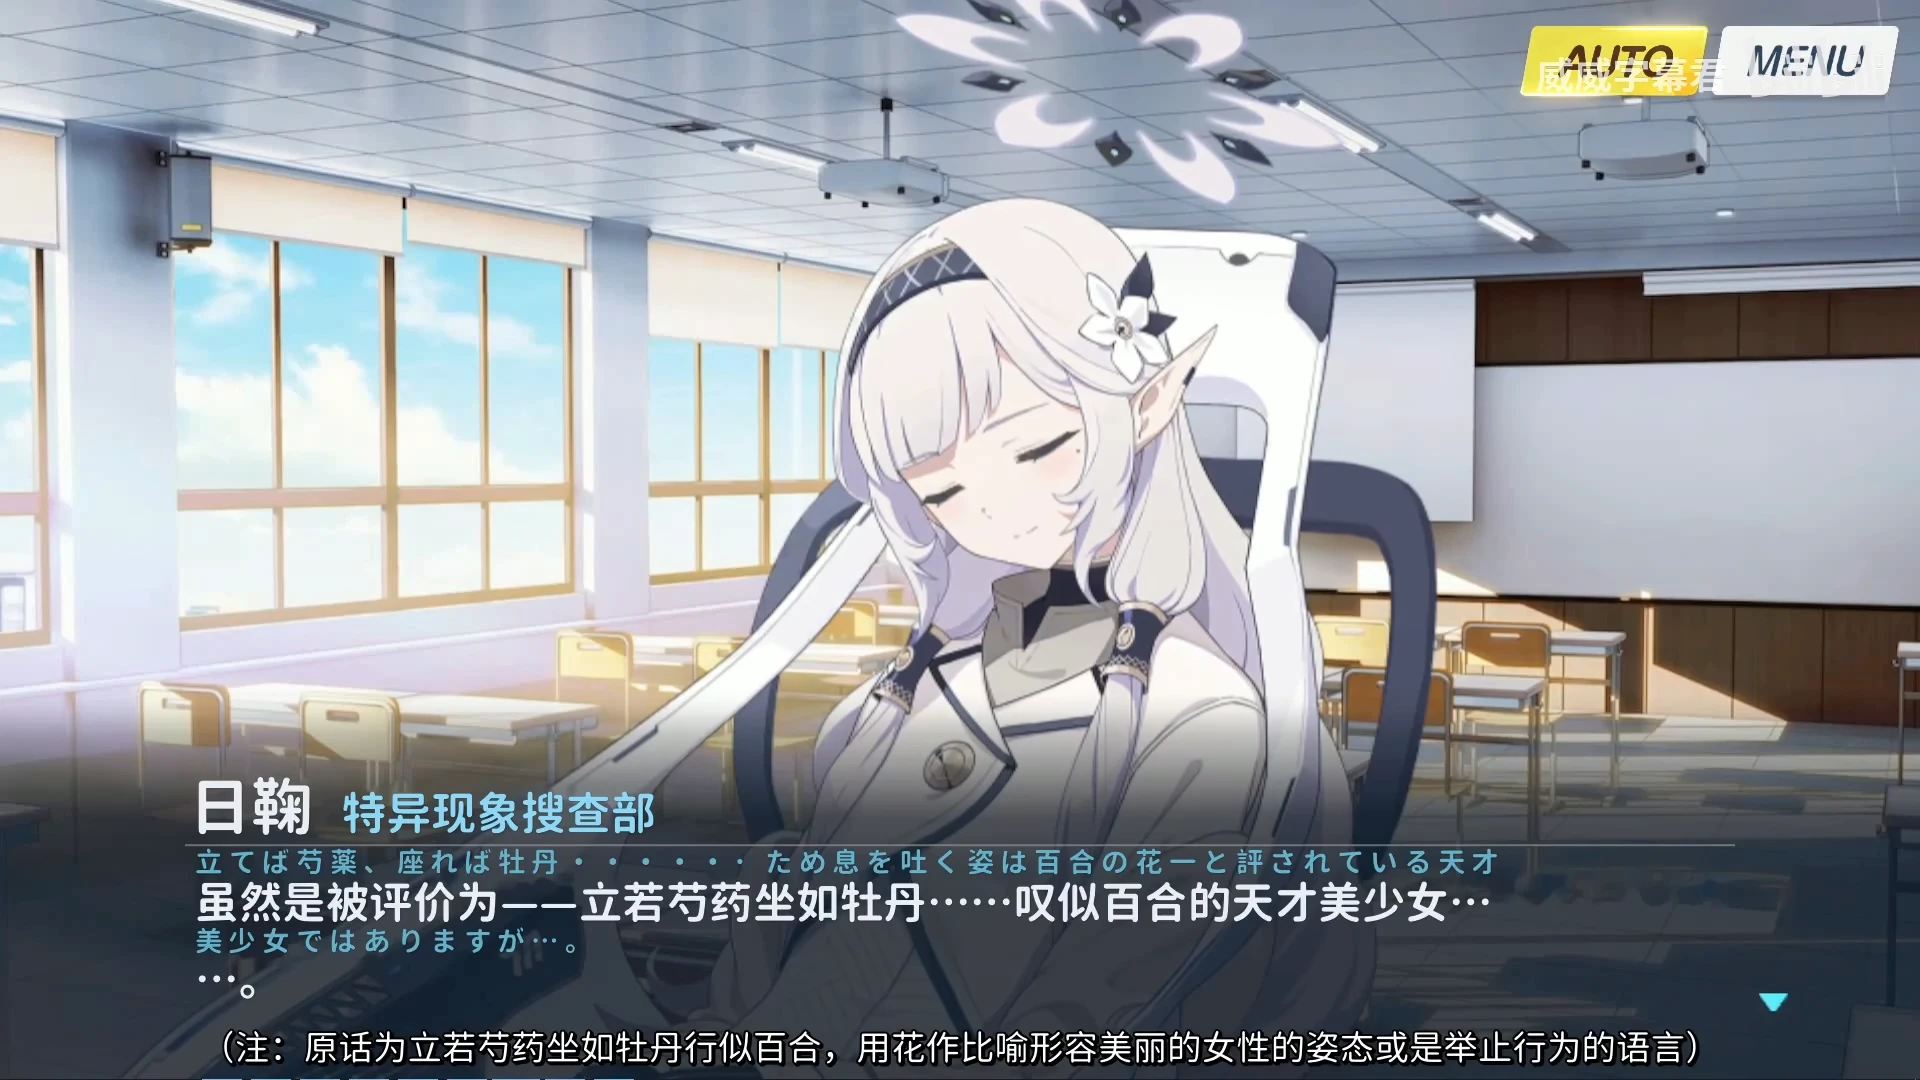 AUTO
MENU
威威字幕君
日鞠 特异现象搜查部
立てば芍薬、座れば牡丹・・・・・・ため息を吐く姿は百合の花ーと評されている天才
虽然是被评价为——立若芍药坐如牡丹……叹似百合的天才美少女…
美少女ではありますが…。
…。
（注：原话为立若芍药坐如牡丹行似百合，用花作比喻形容美丽的女性的姿态或是举止行为的语言）